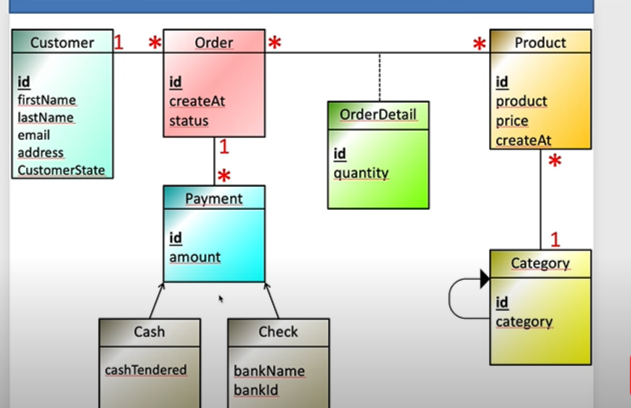 Customer
1
*
Order
*
*
Product
id
firstName
lastName
email
address
CustomerState
id
createAt
status
id
product
price
createAt
OrderDetail
id
quantity
1
*
Payment
id
amount
*
1
Category
id
category
Cash
cashTendered
Check
bankName
bankId